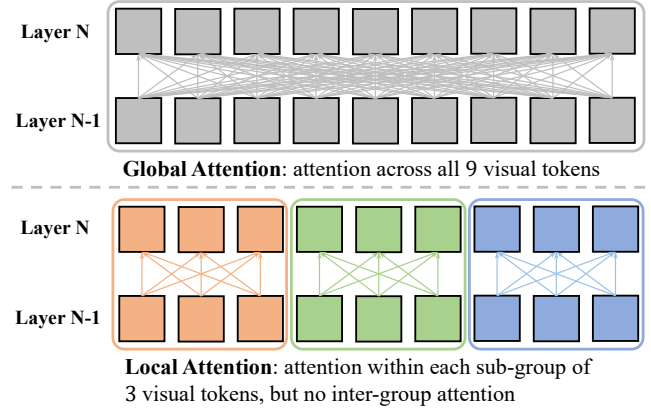 Layer N
Layer N-1
Global Attention: attention across all 9 visual tokens
Layer N
Layer N-1
Local Attention: attention within each sub-group of
3 visual tokens, but no inter-group attention